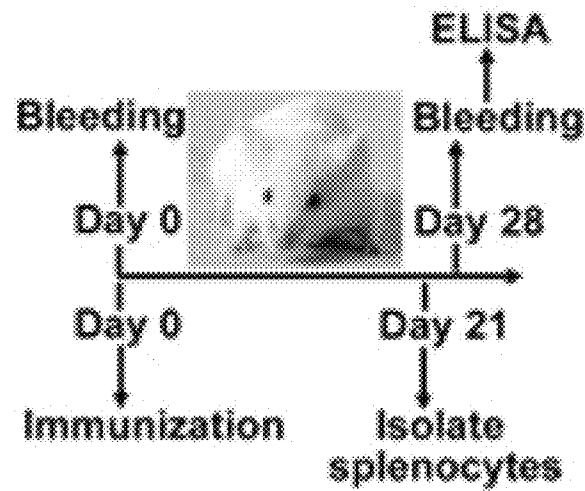 ELISA
Bleeding
Bleeding
Day 0
Day 28
Day 0
Day 21
Immunization
Isolate
splenocytes